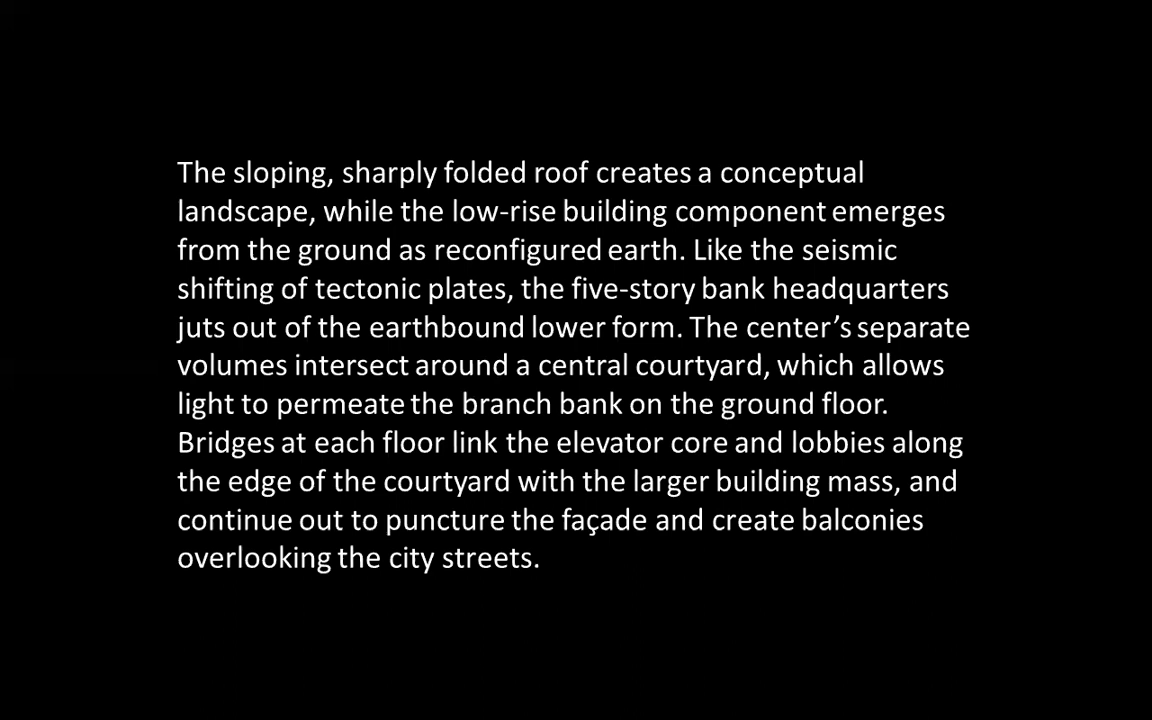 The sloping, sharply folded roof creates a conceptual
landscape, while the low-rise building component emerges
from the ground as reconfigured earth. Like the seismic
shifting of tectonic plates, the five-story bank headquarters
juts out of the earthbound lower form. The center’s separate
volumes intersect around a central courtyard, which allows
light to permeate the branch bank on the ground floor.
Bridges at each floor link the elevator core and lobbies along
the edge of the courtyard with the larger building mass, and
continue out to puncture the façade and create balconies
overlooking the city streets.